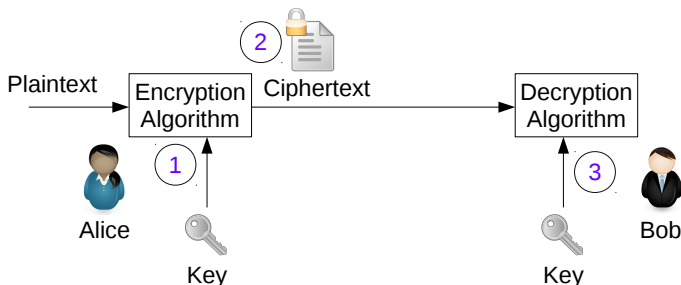 2
Plaintext
Encryption
Algorithm
Ciphertext
Decryption
Algorithm
1
3
Alice
Key
Key
Bob